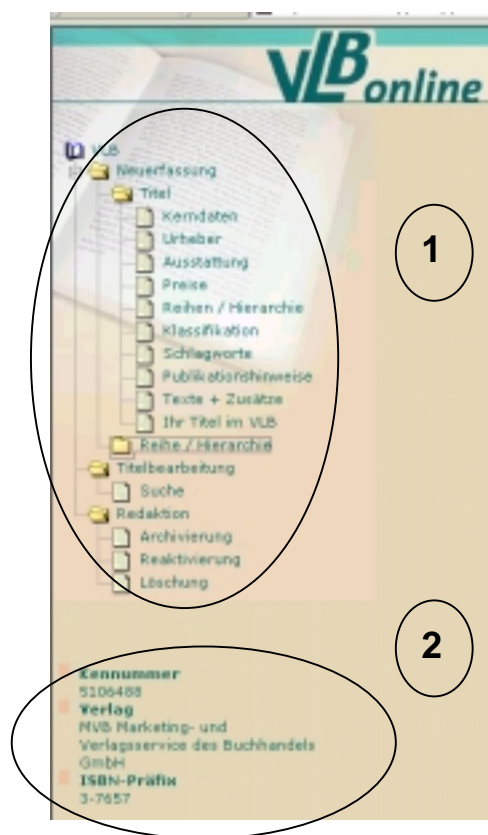 VLB
online
VLB
Neuerfassung
Titel
Kerndaten
Urheber
Ausstattung
Preise
Reihen / Hierarchie
Klassifikation
Schlagworte
Publikationshinweise
Texte + Zusätze
Ihr Titel im VLB
Reihe / Hierarchie
Titelbearbeitung
Suche
Redaktion
Archivierung
Reaktivierung
Löschung
1
2
Kennummer
5106488
Verlag
MVB Marketing- und
Verlagsservice des Buchhandels
GmbH
ISBN-Präfix
3-7657